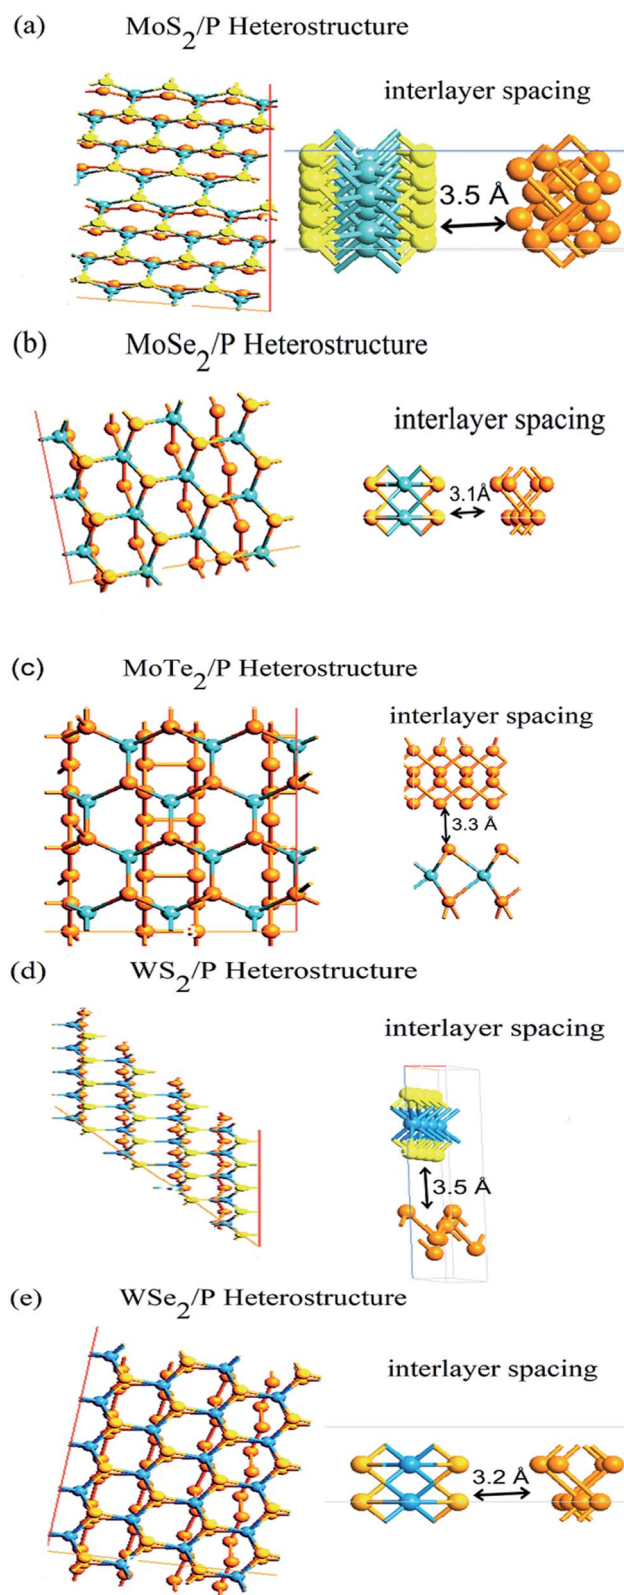 (a) MoS2/P Heterostructure
interlayer spacing
3.5 Å
(b) MoSe2/P Heterostructure
interlayer spacing
3.1Å
(c) MoTe2/P Heterostructure
interlayer spacing
3.3 Å
(d) WS2/P Heterostructure
interlayer spacing
3.5 Å
(e) WSe2/P Heterostructure
interlayer spacing
3.2 Å